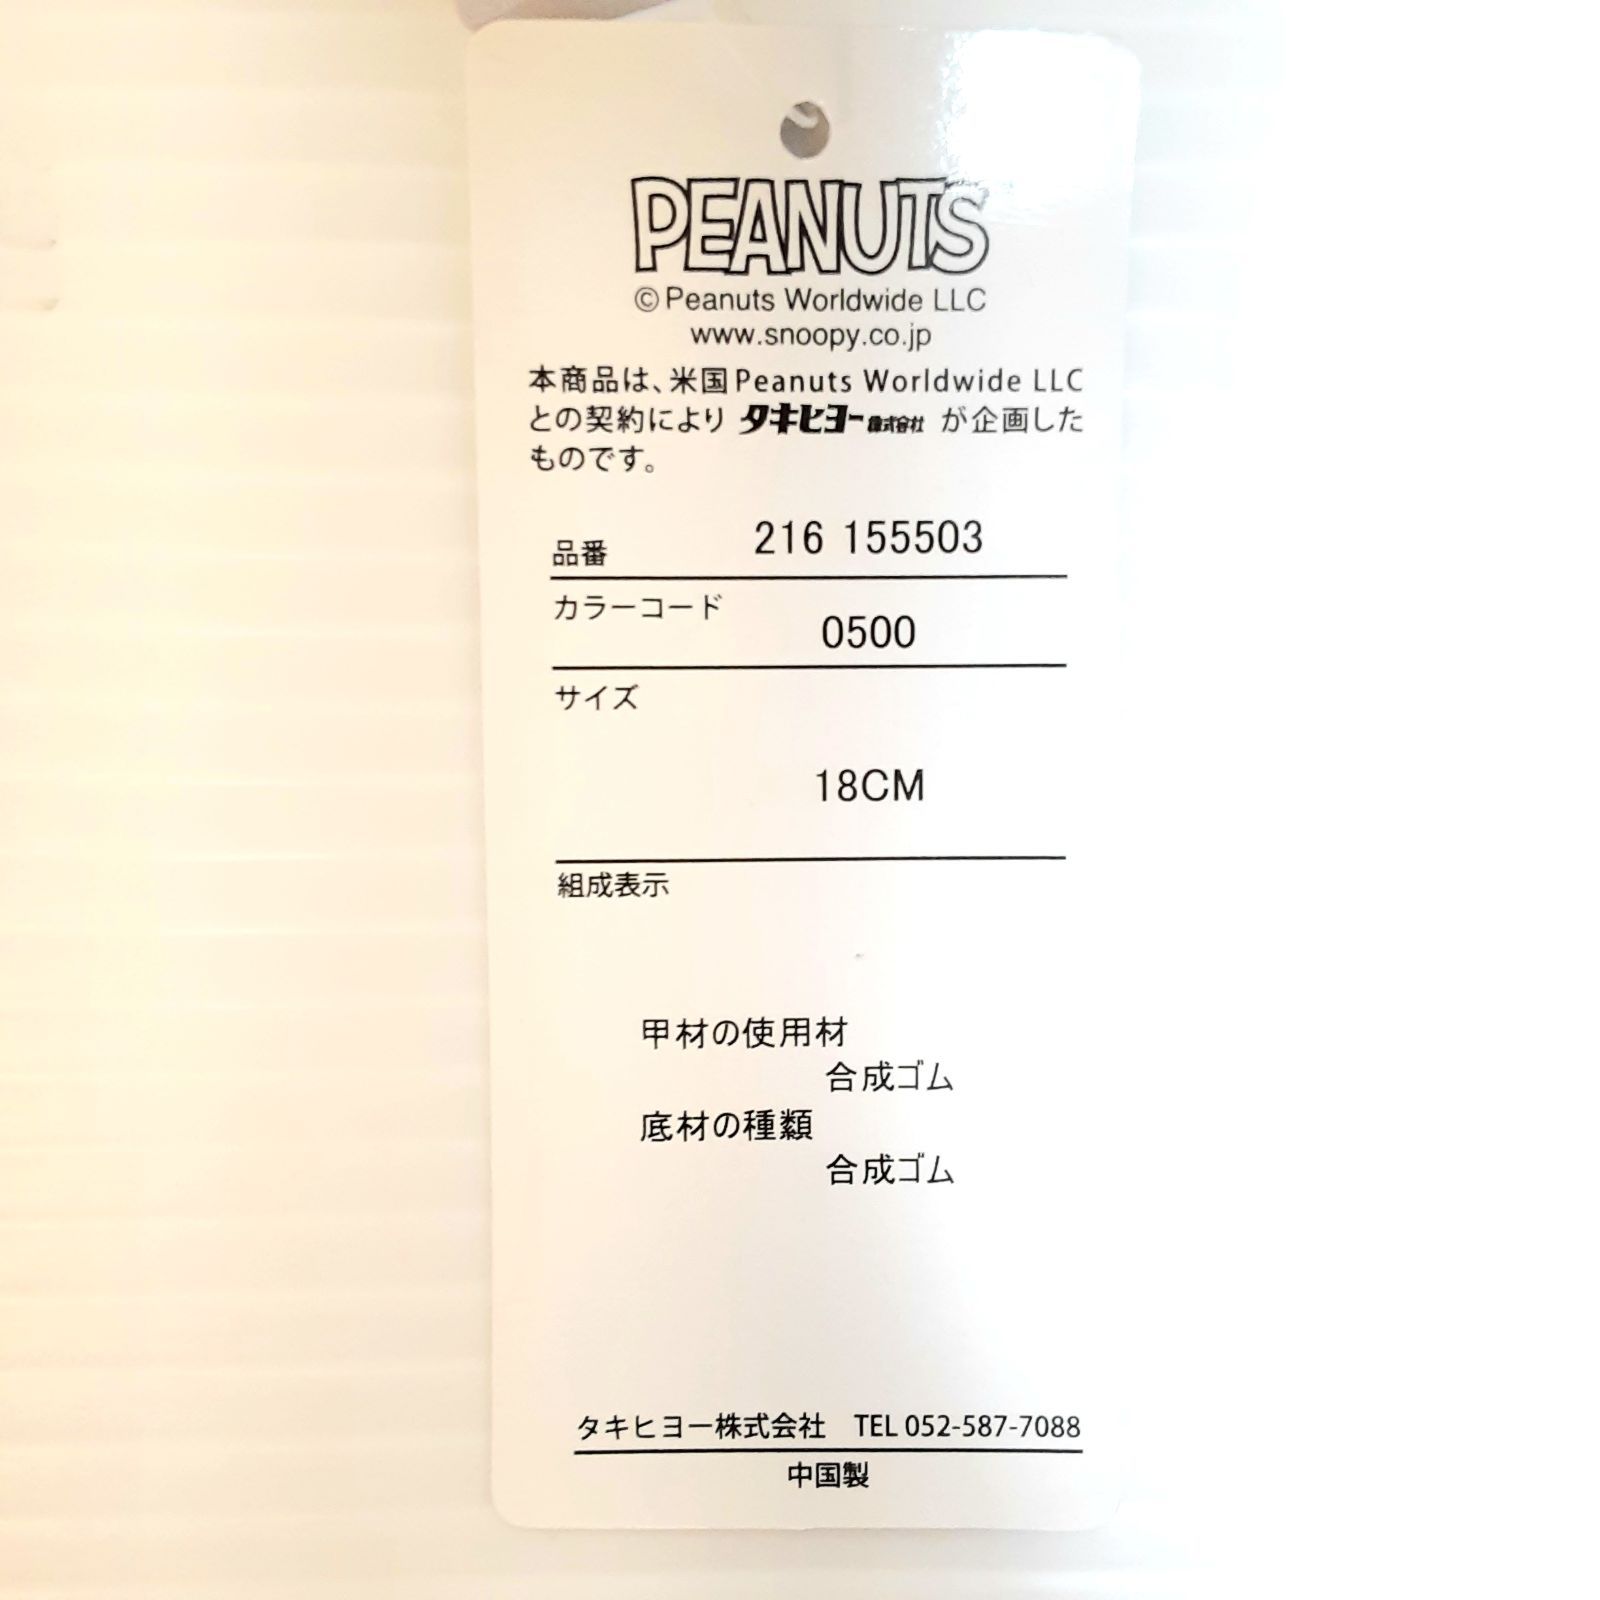 PEANUTS
© Peanuts Worldwide LLC
www.snoopy.co.jp
本商品は、米国Peanuts Worldwide LLC
との契約により タキヒヨー株式会社 が企画した
ものです。
品番 216 155503
カラーコード 0500
サイズ
18CM
組成表示
甲材の使用材
合成ゴム
底材の種類
合成ゴム
タキヒヨー株式会社 TEL 052-587-7088
中国製